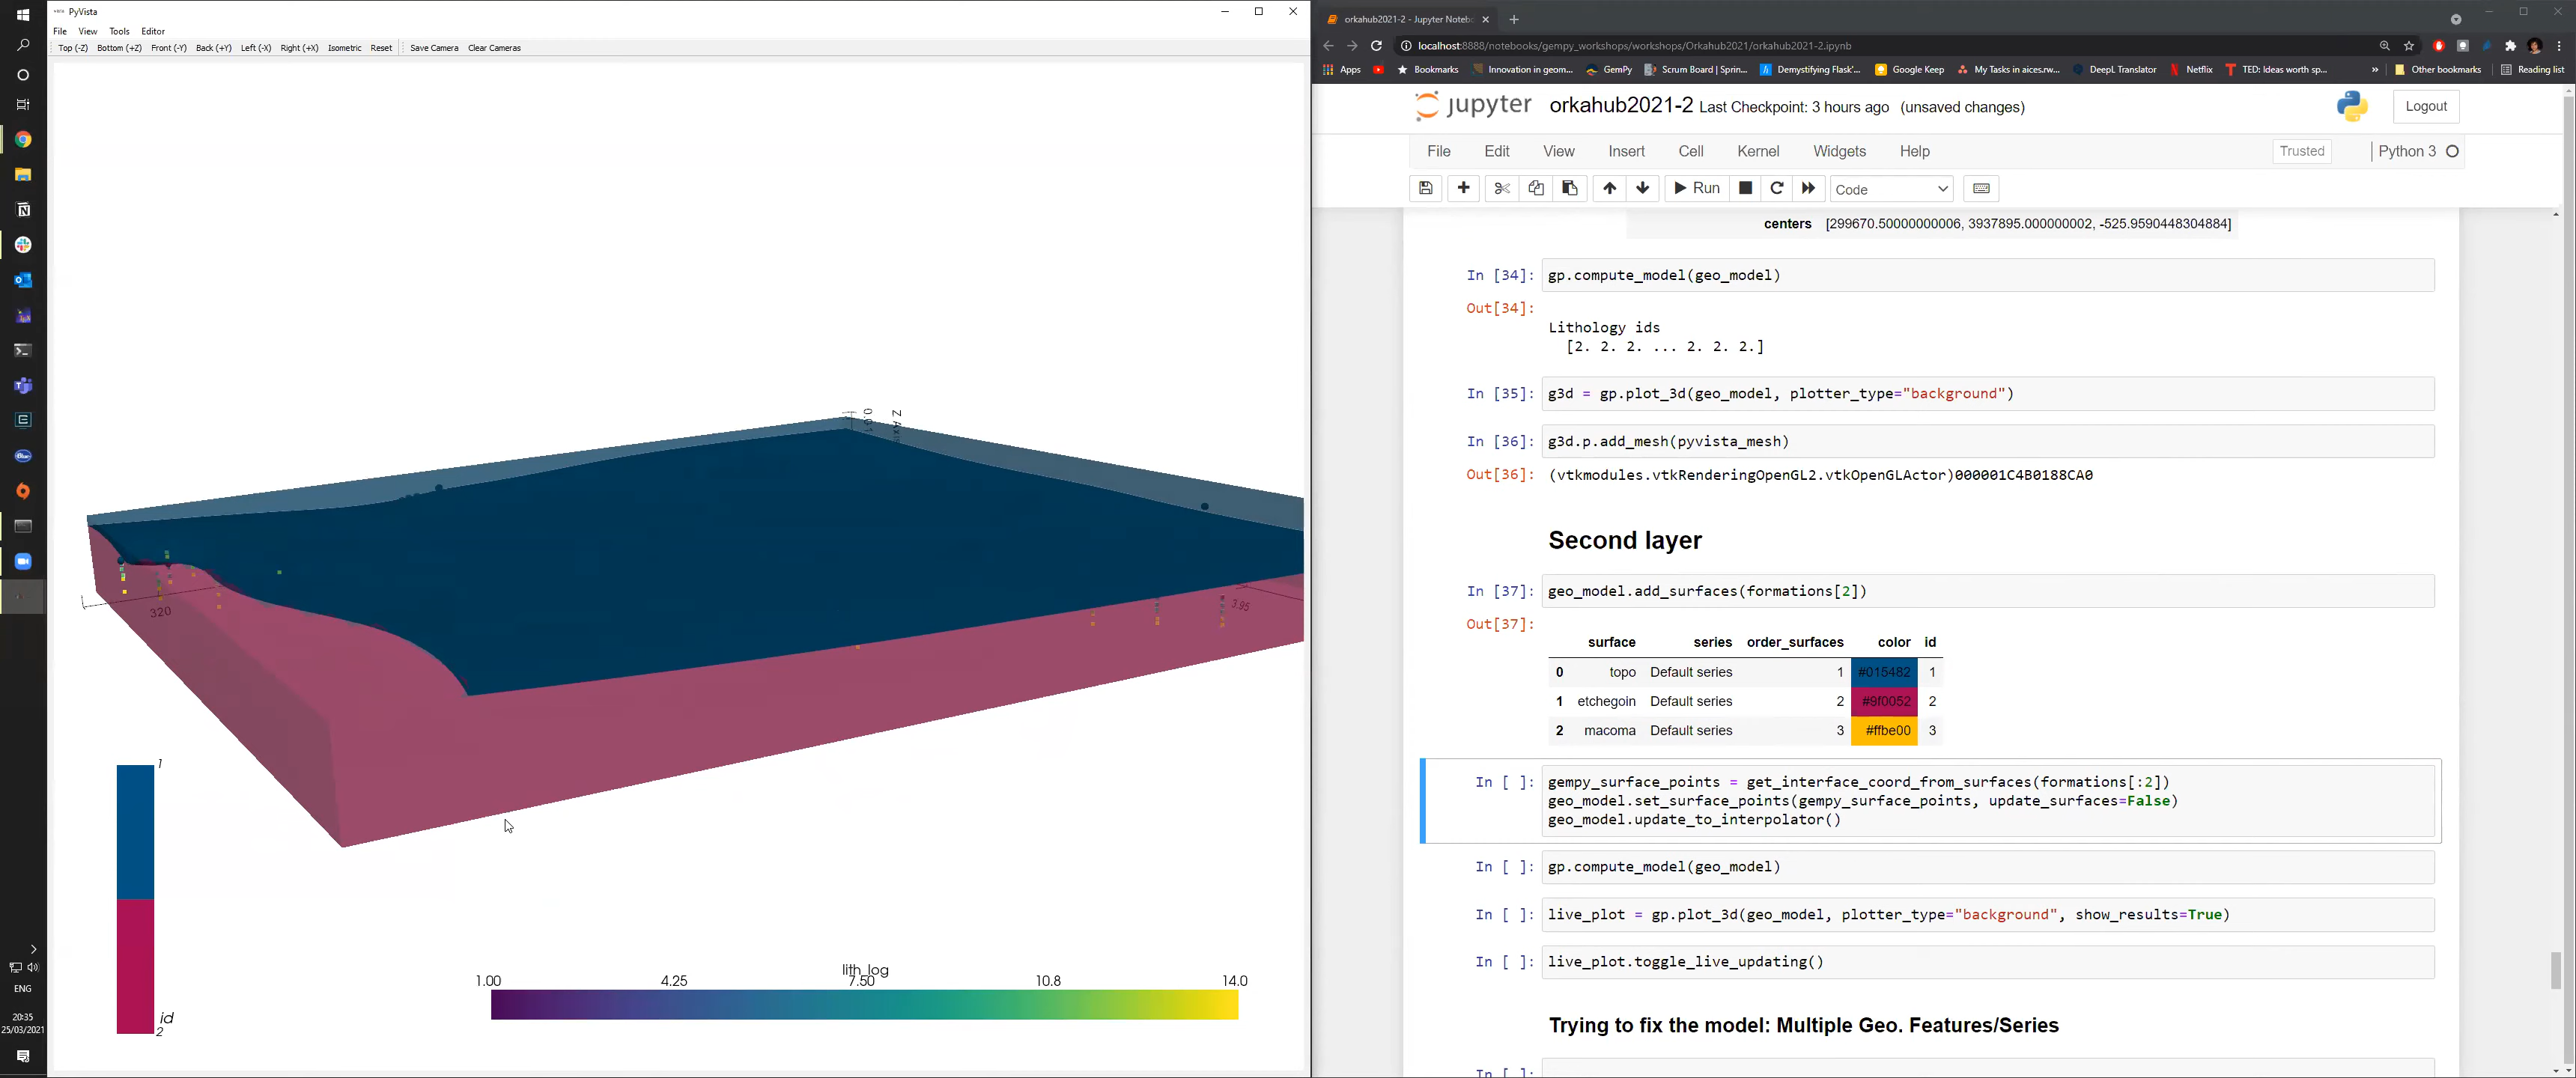 PyVista
File View Tools Editor
Top (-Z) Bottom (+Z) Front (-Y) Back (+Y) Left (-X) Right (+X) Isometric Reset Save Camera Clear Cameras
320
3.95
1
id
2
lith_log
1.00 4.25 7.50 10.8 14.0
ENG
20:35
25/03/2021
orkahub2021-2 - Jupyter Noteb
localhost:8888/notebooks/gempy_workshops/workshops/Orkahub2021/orkahub2021-2.ipynb
Apps Bookmarks Innovation in geom... GemPy Scrum Board | Sprin... Demystifying Flask'... Google Keep My Tasks in aices.rw... DeepL Translator Netflix TED: Ideas worth sp... » Other bookmarks Reading list
jupyter orkahub2021-2 Last Checkpoint: 3 hours ago (unsaved changes) Logout
File Edit View Insert Cell Kernel Widgets Help Trusted Python 3
Run Code
centers [299670.50000000006, 3937895.000000002, -525.9590448304884]
In [34]: gp.compute_model(geo_model)
Out[34]:
Lithology ids
[2. 2. 2. ... 2. 2. 2.]
In [35]: g3d = gp.plot_3d(geo_model, plotter_type="background")
In [36]: g3d.p.add_mesh(pyvista_mesh)
Out[36]: (vtkmodules.vtkRenderingOpenGL2.vtkOpenGLActor)000001C4B0188CA0
Second layer
In [37]: geo_model.add_surfaces(formations[2])
Out[37]:
surface series order_surfaces color id
0 topo Default series 1 #015482 1
1 etchegoin Default series 2 #9f0052 2
2 macoma Default series 3 #ffbe00 3
In [ ]: gempy_surface_points = get_interface_coord_from_surfaces(formations[:2])
geo_model.set_surface_points(gempy_surface_points, update_surfaces=False)
geo_model.update_to_interpolator()
In [ ]: gp.compute_model(geo_model)
In [ ]: live_plot = gp.plot_3d(geo_model, plotter_type="background", show_results=True)
In [ ]: live_plot.toggle_live_updating()
Trying to fix the model: Multiple Geo. Features/Series
In [ ]: